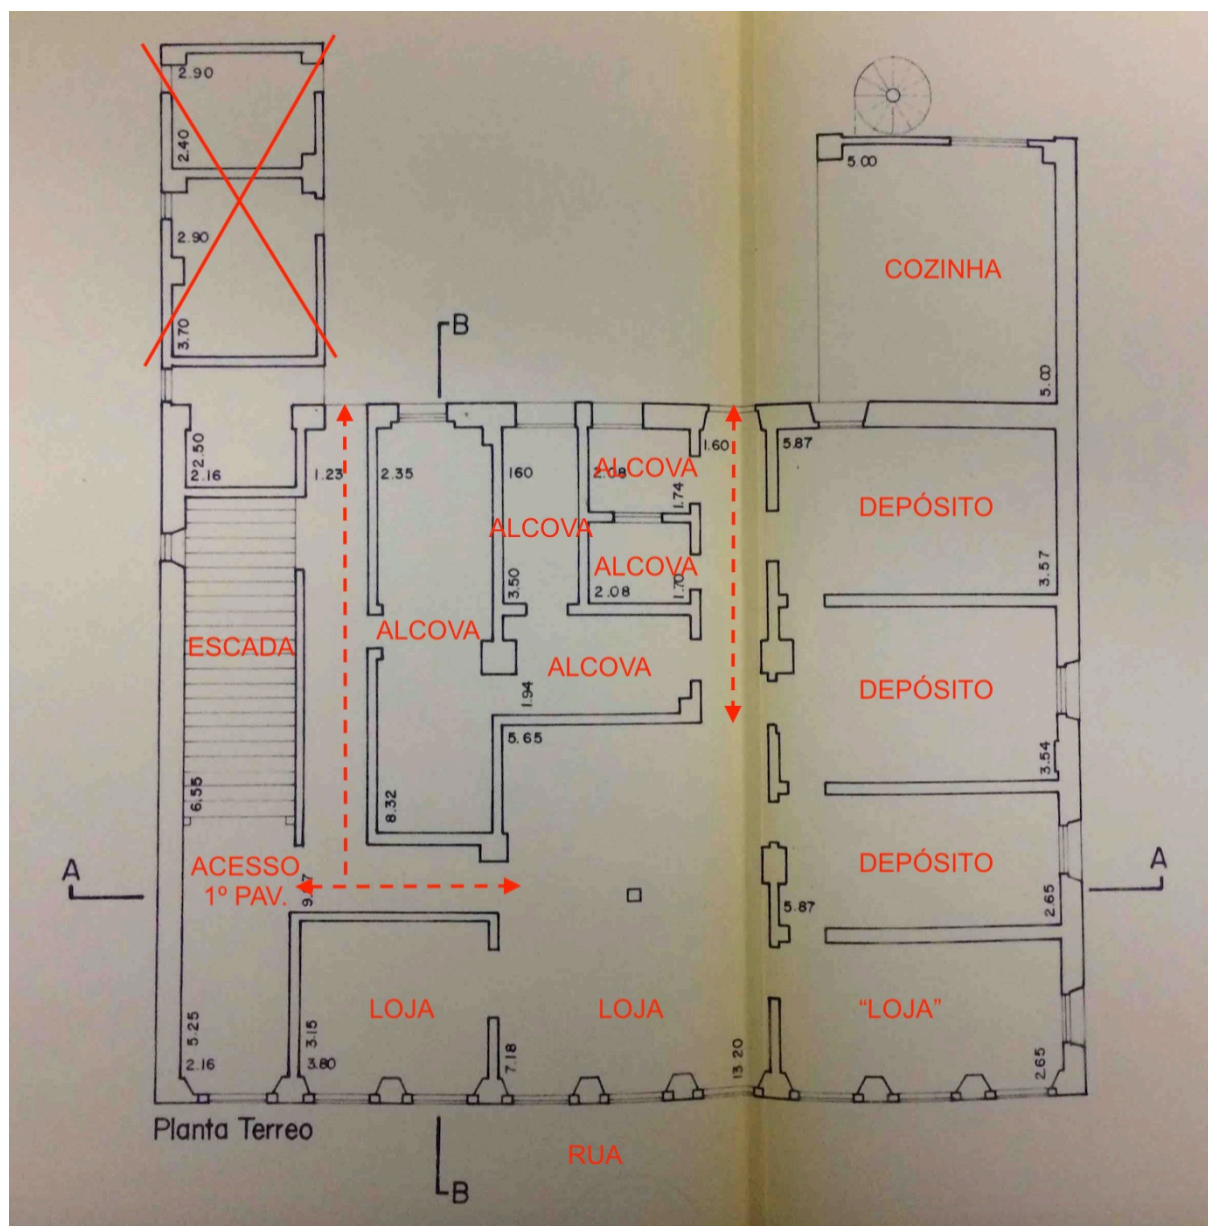 2.90
2.40
5.00
2.90
COZINHA
3.70
B
5.00
2.50
2.16
1.23
2.35
160
2.08
ALCOVA
1.60
5.87
1.74
ALCOVA
DEPÓSITO
ALCOVA
3.50
2.08
1.70
3.57
ESCADA
ALCOVA
ALCOVA
DEPÓSITO
1.94
5.65
3.54
6.55
8.32
ACESSO
1º PAV.
DEPÓSITO
A
A
5.87
2.65
LOJA
LOJA
“LOJA”
5.25
2.16
3.15
3.80
7.18
13.20
2.65
Planta Terreo
RUA
B